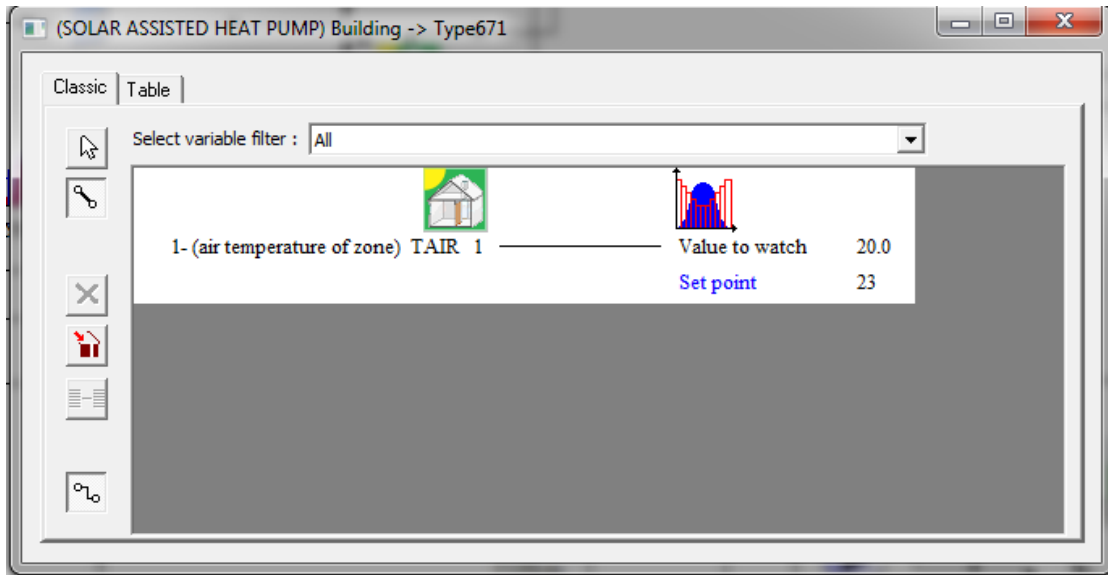 (SOLAR ASSISTED HEAT PUMP) Building -> Type671
Classic Table
Select variable filter : All
1- (air temperature of zone) TAIR 1 Value to watch 20.0
Set point 23